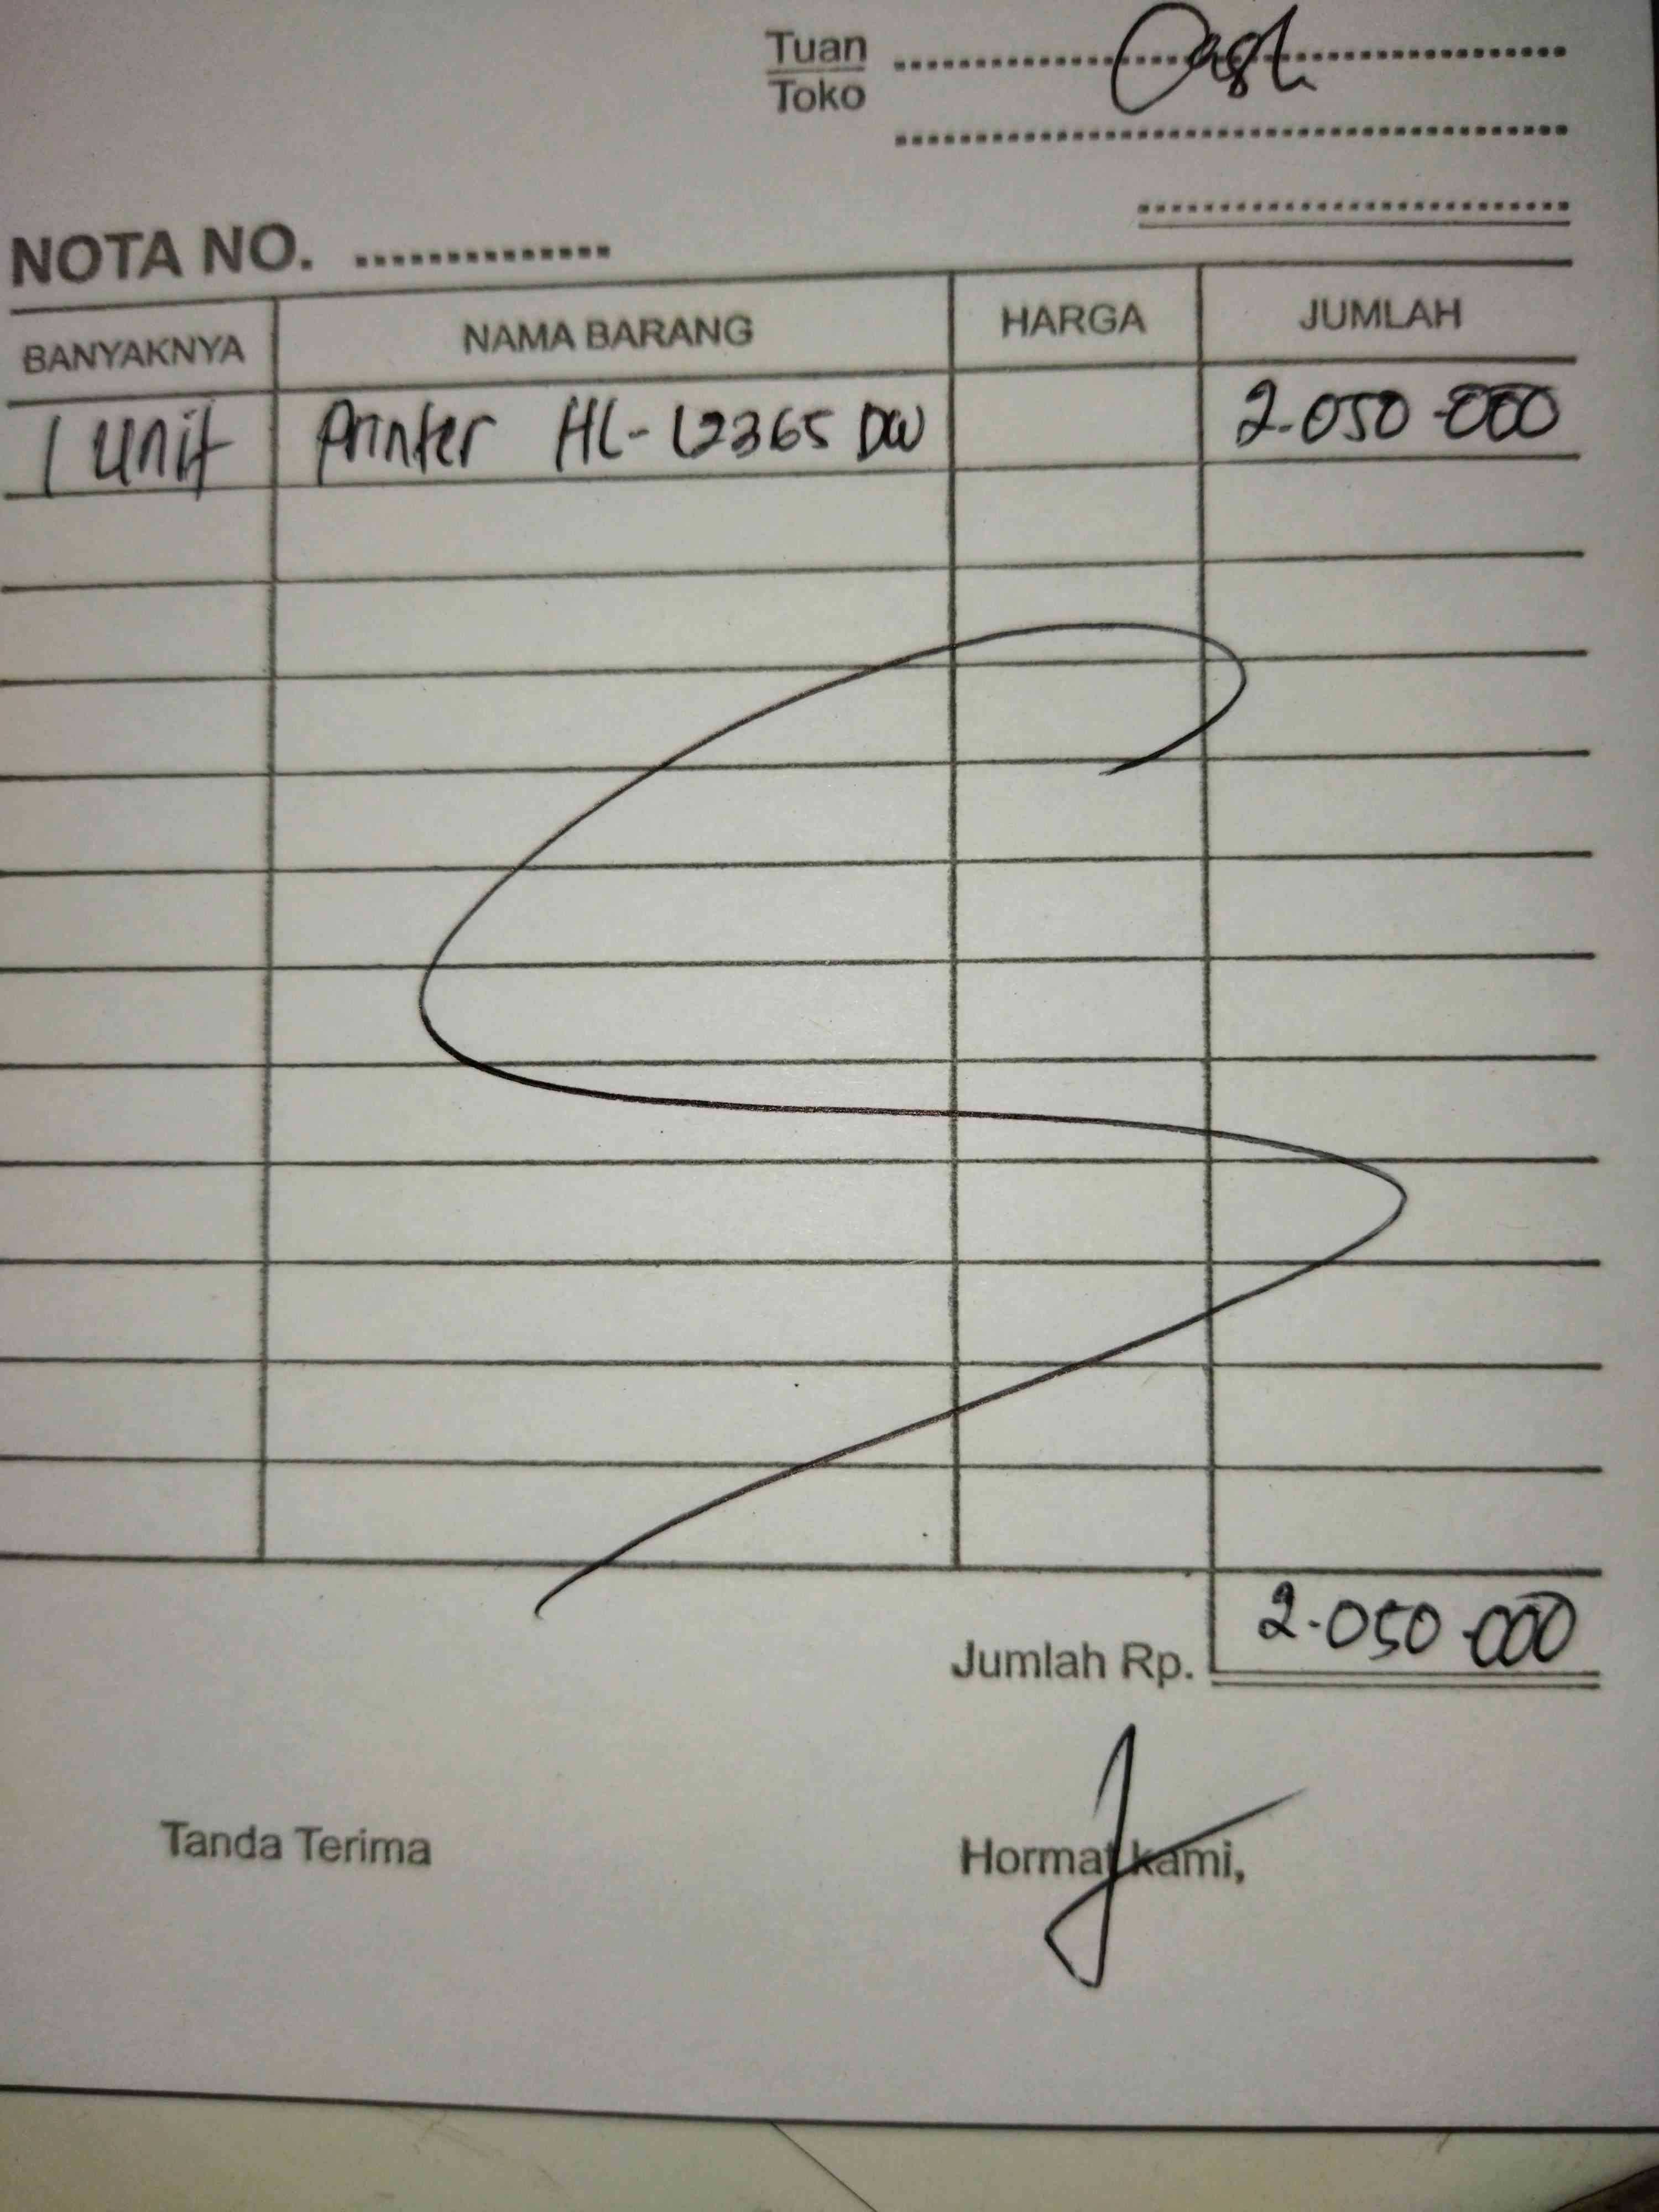 Tuan Cash
Toko
NOTA NO.
BANYAKNYA NAMA BARANG HARGA JUMLAH
1 Unit Printer HL-L2365 DW 2.050.000
Jumlah Rp. 2.050.000
Tanda Terima Hormat kami,